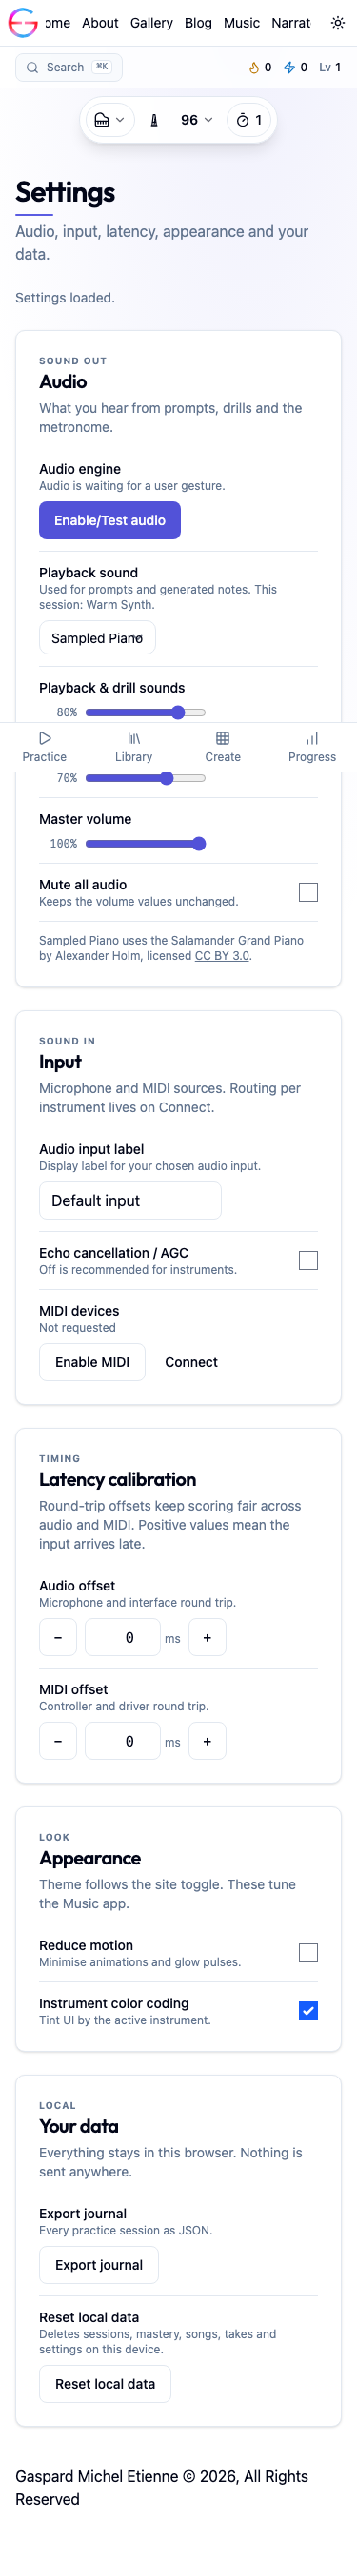 ome About Gallery Blog Music Narrat
Search ⌘K 0 0 Lv 1
96 1
Settings
Audio, input, latency, appearance and your
data.
Settings loaded.
SOUND OUT
Audio
What you hear from prompts, drills and the
metronome.
Audio engine
Audio is waiting for a user gesture.
Enable/Test audio
Playback sound
Used for prompts and generated notes. This
session: Warm Synth.
Sampled Piano
Playback & drill sounds
80%
Practice Library Create Progress
70%
Master volume
100%
Mute all audio
Keeps the volume values unchanged.
Sampled Piano uses the Salamander Grand Piano
by Alexander Holm, licensed CC BY 3.0.
SOUND IN
Input
Microphone and MIDI sources. Routing per
instrument lives on Connect.
Audio input label
Display label for your chosen audio input.
Default input
Echo cancellation / AGC
Off is recommended for instruments.
MIDI devices
Not requested
Enable MIDI Connect
TIMING
Latency calibration
Round-trip offsets keep scoring fair across
audio and MIDI. Positive values mean the
input arrives late.
Audio offset
Microphone and interface round trip.
− 0 ms +
MIDI offset
Controller and driver round trip.
− 0 ms +
LOOK
Appearance
Theme follows the site toggle. These tune
the Music app.
Reduce motion
Minimise animations and glow pulses.
Instrument color coding
Tint UI by the active instrument.
LOCAL
Your data
Everything stays in this browser. Nothing is
sent anywhere.
Export journal
Every practice session as JSON.
Export journal
Reset local data
Deletes sessions, mastery, songs, takes and
settings on this device.
Reset local data
Gaspard Michel Etienne © 2026, All Rights
Reserved